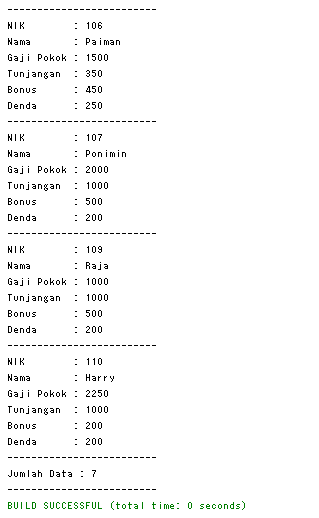 -------------------------
NIK        : 106
Nama       : Paiman
Gaji Pokok : 1500
Tunjangan  : 350
Bonus      : 450
Denda      : 250
-------------------------
NIK        : 107
Nama       : Ponimin
Gaji Pokok : 2000
Tunjangan  : 1000
Bonus      : 500
Denda      : 200
-------------------------
NIK        : 109
Nama       : Raja
Gaji Pokok : 1000
Tunjangan  : 1000
Bonus      : 500
Denda      : 200
-------------------------
NIK        : 110
Nama       : Harry
Gaji Pokok : 2250
Tunjangan  : 1000
Bonus      : 200
Denda      : 200
-------------------------
Jumlah Data : 7
-------------------------
BUILD SUCCESSFUL (total time: 0 seconds)